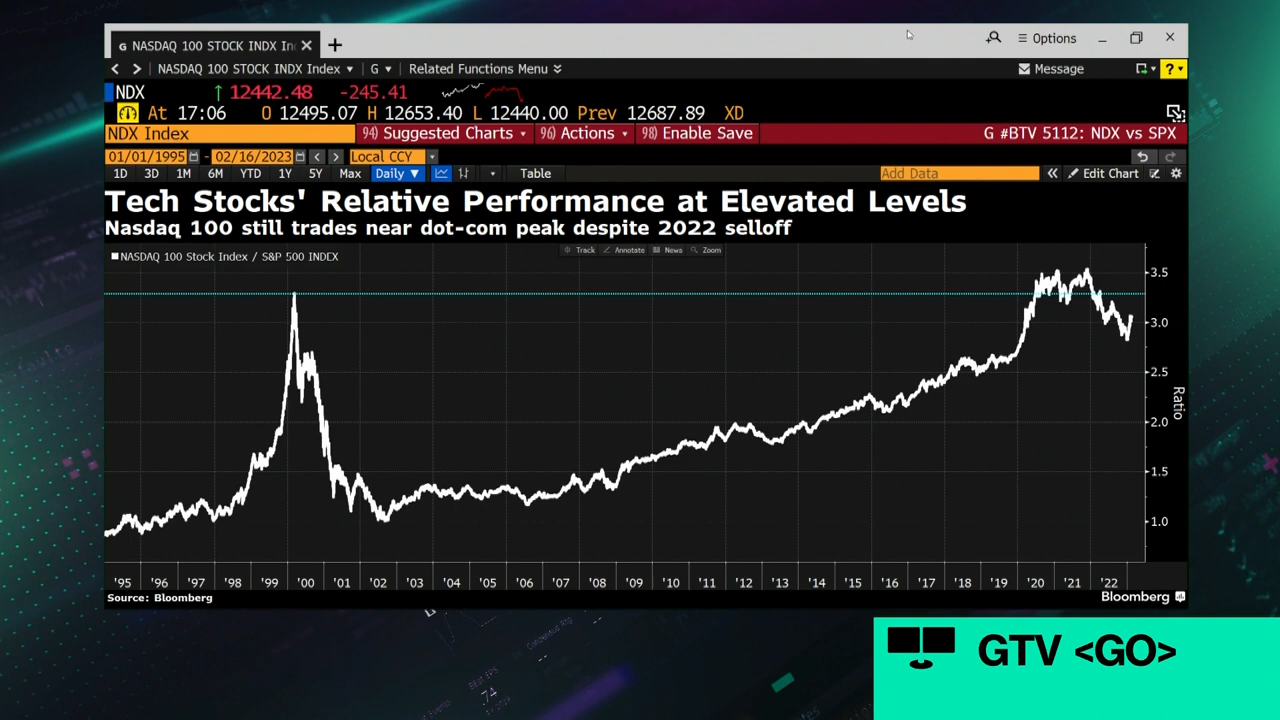 G NASDAQ 100 STOCK INDX In
Options
NASDAQ 100 STOCK INDX Index G Related Functions Menu
Message ?
NDX ↑ 12442.48 -245.41
At 17:06 O 12495.07 H 12653.40 L 12440.00 Prev 12687.89 XD
NDX Index 94) Suggested Charts 96) Actions 98) Enable Save G #BTV 5112: NDX vs SPX
01/01/1995 - 02/16/2023 Local CCY
1D 3D 1M 6M YTD 1Y 5Y Max Daily ▼ Table Add Data Edit Chart
Tech Stocks' Relative Performance at Elevated Levels
Nasdaq 100 still trades near dot-com peak despite 2022 selloff
Track Annotate News Zoom
NASDAQ 100 Stock Index / S&P 500 INDEX
3.5
3.0
2.5
2.0
1.5
1.0
Ratio
'95 '96 '97 '98 '99 '00 '01 '02 '03 '04 '05 '06 '07 '08 '09 '10 '11 '12 '13 '14 '15 '16 '17 '18 '19 '20 '21 '22
Source: Bloomberg
Bloomberg
GTV <GO>
.74